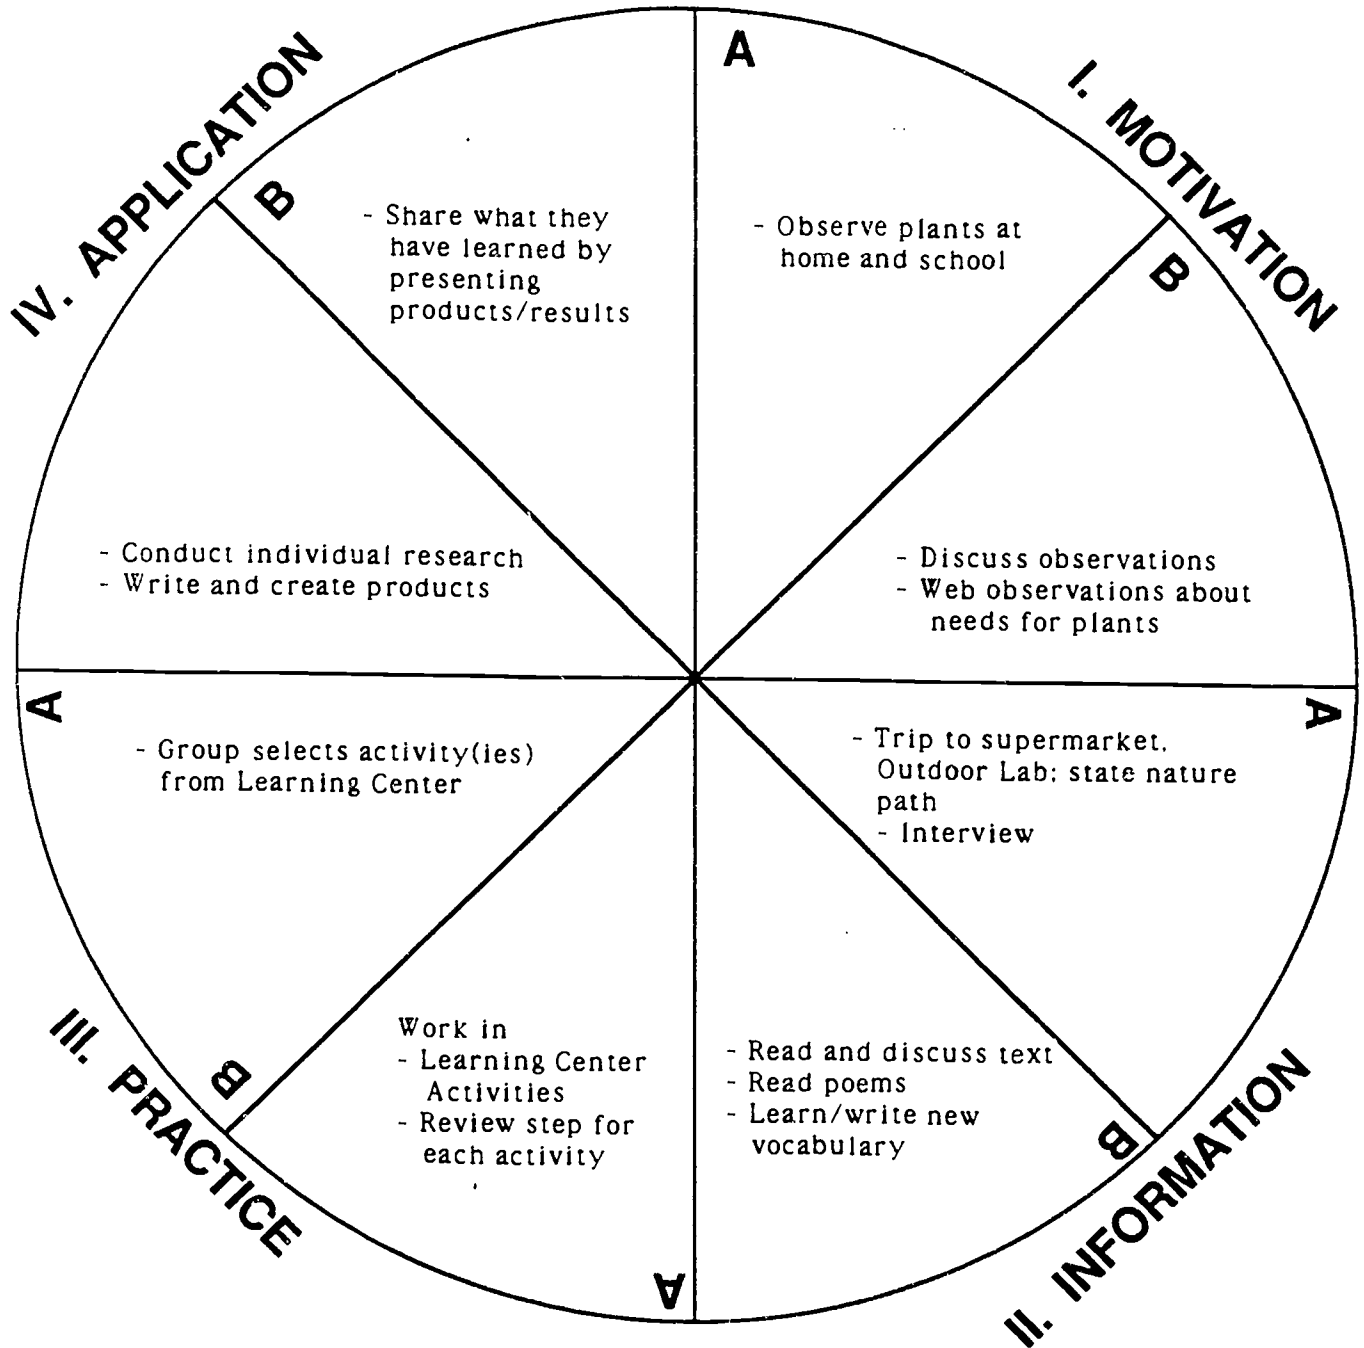 I. MOTIVATION
A
- Observe plants at
home and school
B
- Discuss observations
- Web observations about
needs for plants
II. INFORMATION
A
- Trip to supermarket.
Outdoor Lab: state nature
path
- Interview
B
- Read and discuss text
- Read poems
- Learn/write new
vocabulary
III. PRACTICE
A
Work in
- Learning Center
Activities
- Review step for
each activity
B
- Group selects activity(ies)
from Learning Center
IV. APPLICATION
A
- Conduct individual research
- Write and create products
B
- Share what they
have learned by
presenting
products/results